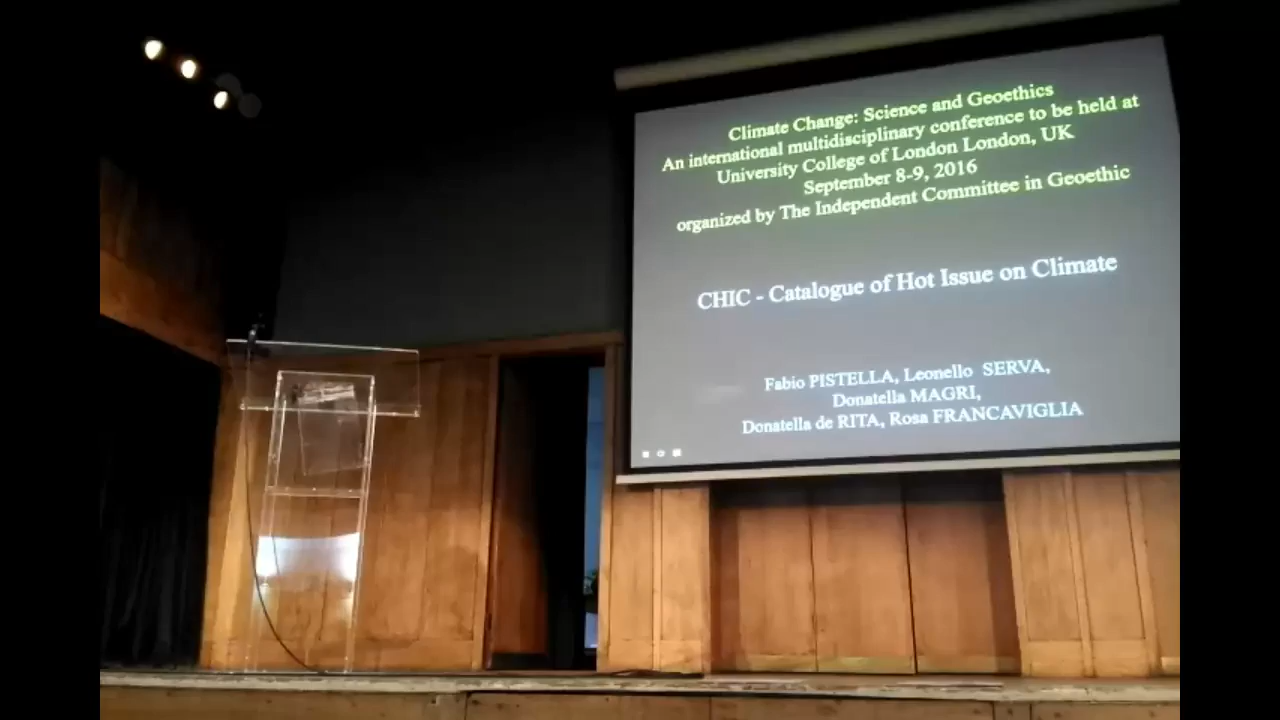 Climate Change: Science and Geoethics
An international multidisciplinary conference to be held at
University College of London London, UK
September 8-9, 2016
organized by The Independent Committee in Geoethic
CHIC - Catalogue of Hot Issue on Climate
Fabio PISTELLA, Leonello SERVA,
Donatella MAGRI,
Donatella de RITA, Rosa FRANCAVIGLIA